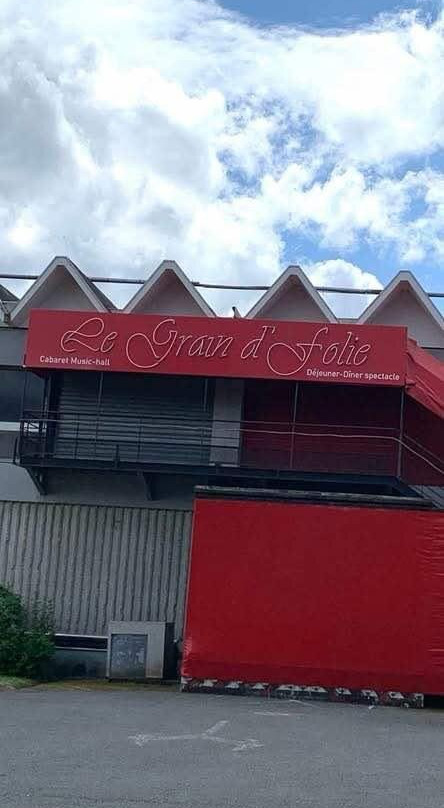 Le Grain d'Folie
Cabaret Music-hall
Déjeuner-Dîner spectacle